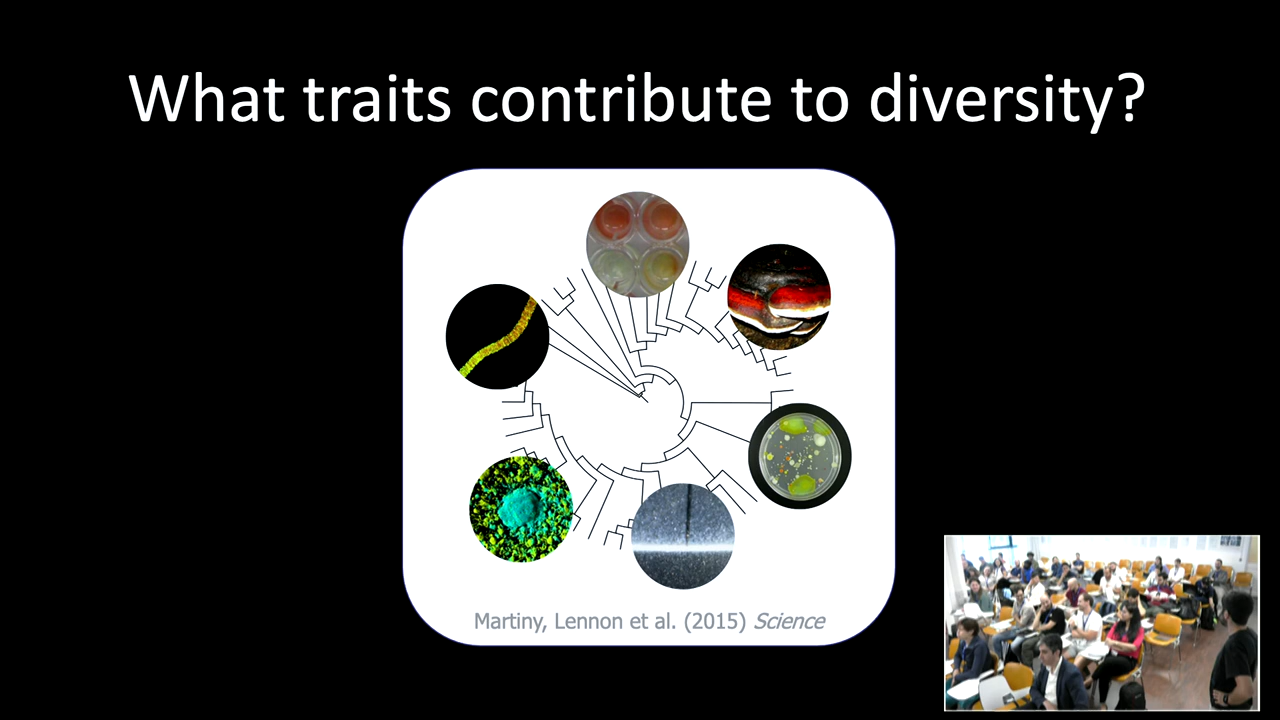 What traits contribute to diversity?
Martiny, Lennon et al. (2015) Science